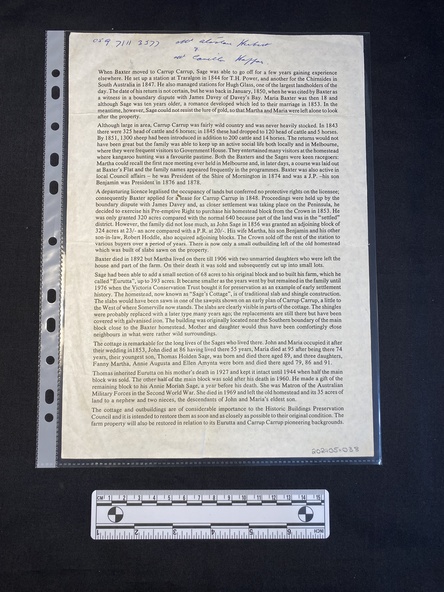 059 7111 2577
When Baxter moved to Carrup Carrup, Sage was able to go off for a few years gaining experience
elsewhere. He set up a station at Traralgon in 1844 for T.H. Power, and another for the Chirnsides in
South Australia in 1847. He also managed stations for Hugh Glass, one of the largest landholders of the
day. The date of his return is not certain, but he was back in January, 1850, when he was cited by Baxter as
a witness in a boundary dispute with James Davey of Davey's Bay. Maria Baxter was then 18 and
although Sage was ten years older, a romance developed which led to their marriage in 1853. In the
meantime, however, Sage could not resist the lure of gold, so that Martha and Maria were left alone to look
after the property.
Although large in area, Carrup Carrup was fairly wild country and was never heavily stocked. In 1843
there were 725 head of cattle and 6 horses; in 1845 these had dropped to 120 head of cattle and 5 horses.
By 1851, 1300 sheep had been introduced in addition to 200 cattle and 14 horses. The returns would not
have been great but the family was able to keep up an active social life both locally and in Melbourne,
where they were frequent visitors to Government House. They entertained many visitors at the homestead
where kangaroo hunting was a favourite pastime. Both the Baxters and the Sages were keen racegoers:
Martha could recall the first race meeting ever held in Melbourne and, in later days, a course was laid out
at Baxter's Flat and the family names appeared frequently in the programmes. Baxter was also active in
local Council affairs – he was President of the Shire of Mornington in 1874 and was a J.P. His son
Benjamin was President in 1876 and 1878.
A depasturing licence legalised the occupancy of lands but conferred no protective rights on the licensee;
consequently Baxter applied for a lease for Carrup Carrup in 1848. Proceedings were held up by the
boundary dispute with James Davey and, as closer settlement was taking place on the Peninsula, he
decided to exercise his Pre-emptive Right to purchase his homestead block from the Crown in 1853. He
was only granted 320 acres compared with the normal 640 because part of the land was in the "settled"
district. However, the family did not lose much, as John Sage in 1856 was granted an adjoining block of
324 acres at 23/- an acre compared with a P.R. at 20/-. His wife Martha, his son Benjamin and his other
son-in-law, Robert Hodden, also acquired adjoining blocks. The Crown sold off the rest of the station to
various buyers over a period of years. There is now only a small outbuilding left of the old homestead
which was built of slabs sawn on the property.
Baxter died in 1892 but Martha lived on there till 1906 with two unmarried daughters who were left the
house and part of the farm. On their death it was sold and subsequently cut up into small lots.
Sage had been able to add a small section of 68 acres to his original block and to built his farm, which he
called "Eurutta", up to 393 acres. It became smaller as the years went by but remained in the family until
1976 when the Victoria Conservation Trust bought it for preservation as an example of early settlement
history. The homestead, now known as "Sage's Cottage", is of traditional slab and shingle construction.
The slabs would have been sawn in one of the sawpits shown on an early plan of Carrup Carrup, a little to
the West of where Somerville now stands. The slabs are clearly visible in parts of the cottage. The shingles
were probably replaced with a later type many years ago; the replacements are still there but have been
covered with galvanised iron. The building was originally located near the Southern boundary of the main
block close to the Baxter homestead. Mother and daughter would thus have been comfortingly close
neighbours in what were rather wild surroundings.
The cottage is remarkable for the long lives of the Sages who lived there. John and Maria occupied it after
their wedding in 1853, John died at 86 having lived there 55 years, Maria died at 95 after being there 74
years, their youngest son, Thomas Holden Sage, was born and died there aged 89, and three daughters,
Fanny Martha, Annie Augusta and Ellen Amynta were born and died there aged 79, 86 and 91.
Thomas inherited Eurutta on his mother's death in 1927 and kept it intact until 1944 when half the main
block was sold. The other half of the main block was sold after his death in 1960. He made a gift of the
remaining block to his Annie Moriah Sage, a year before his death. She was Matron of the Australian
Military Forces in the Second World War. She died in 1969 and left the old homestead and its 35 acres of
land to a nephew and two nieces, the descendants of John and Maria's eldest son.
The cottage and outbuildings are of considerable importance to the Historic Buildings Preservation
Council and it is intended to restore them as soon and as closely as possible to their original condition. The
farm property will also be restored in relation to its Eurutta and Carrup Carrup pioneering backgrounds.
202105.038
CM 1 2 3 4 5 6 7 8 9 10 11 12 13 14 15
INCH 1 2 3 4 5